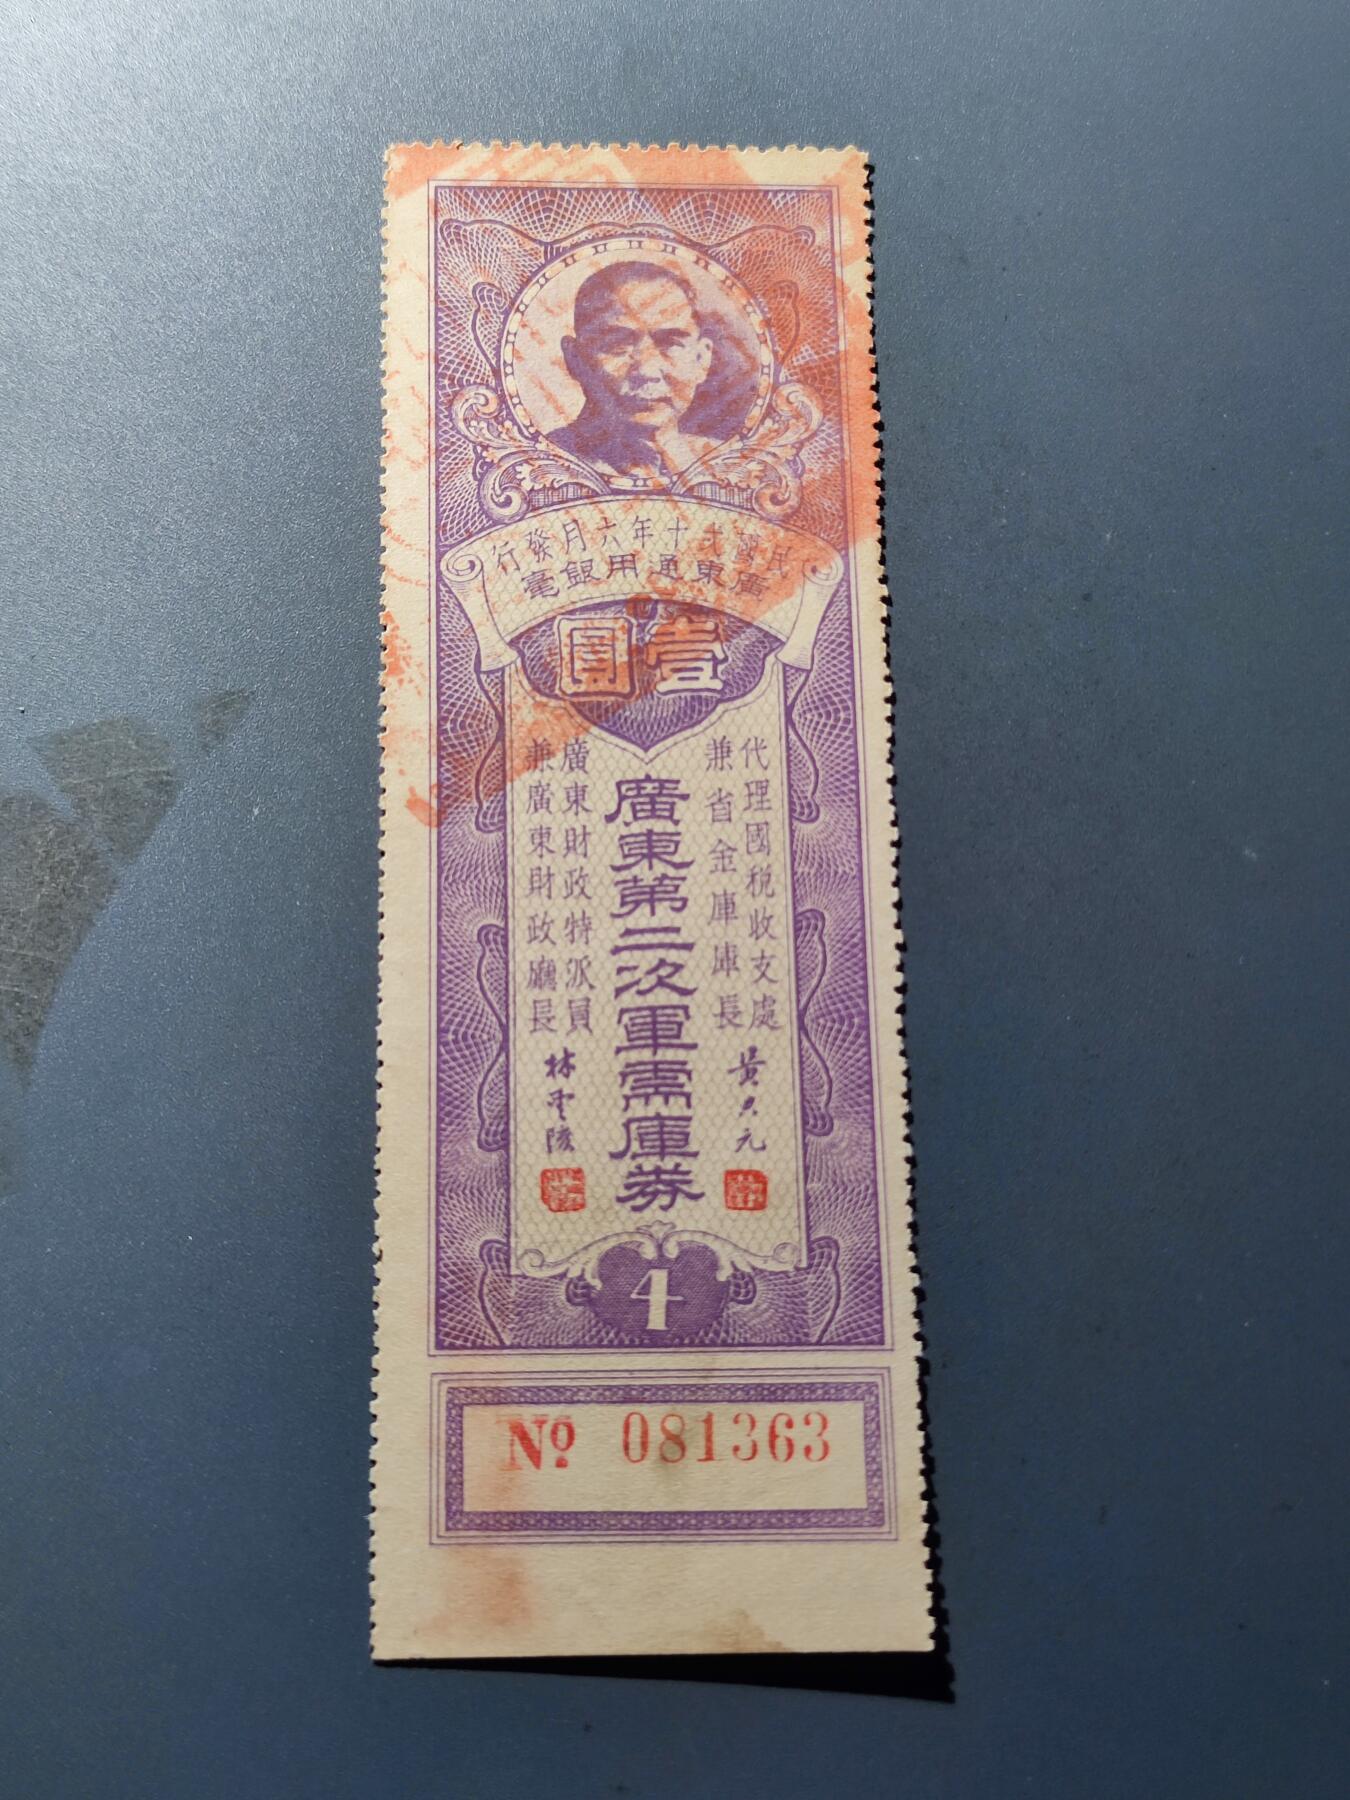 民國弍十年六月發行
廣東通用銀毫
壹圓
代理國稅收支處
兼省金庫庫長
黃 元
廣東第二次軍需庫券
廣東財政特派員
兼廣東財政廳長
林雲陔
4
Nº 081363